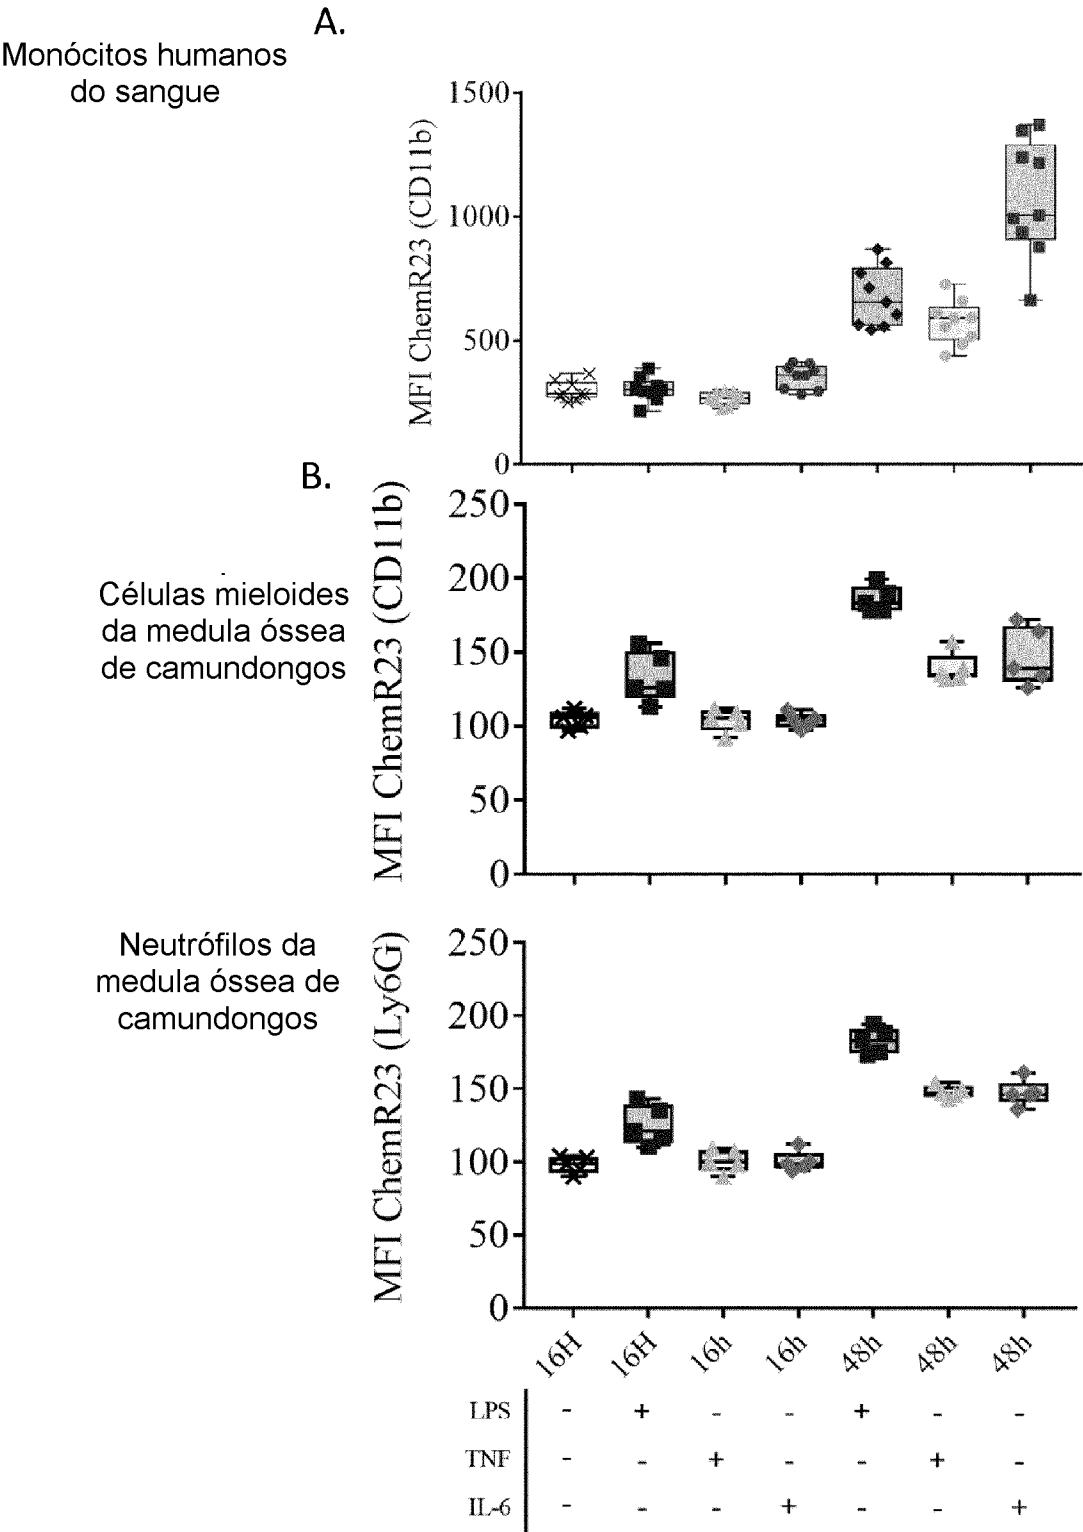 A.
Monócitos humanos
do sangue
MFI ChemR23 (CD11b)
1500
1000
500
0
B.
Células mieloides
da medula óssea
de camundongos
MFI ChemR23 (CD11b)
250
200
150
100
50
0
Neutrófilos da
medula óssea de
camundongos
MFI ChemR23 (Ly6G)
250
200
150
100
50
0
16H 16H 16h 16h 48h 48h 48h
LPS - + - - + - -
TNF - - + - - + -
IL-6 - - - + - - +